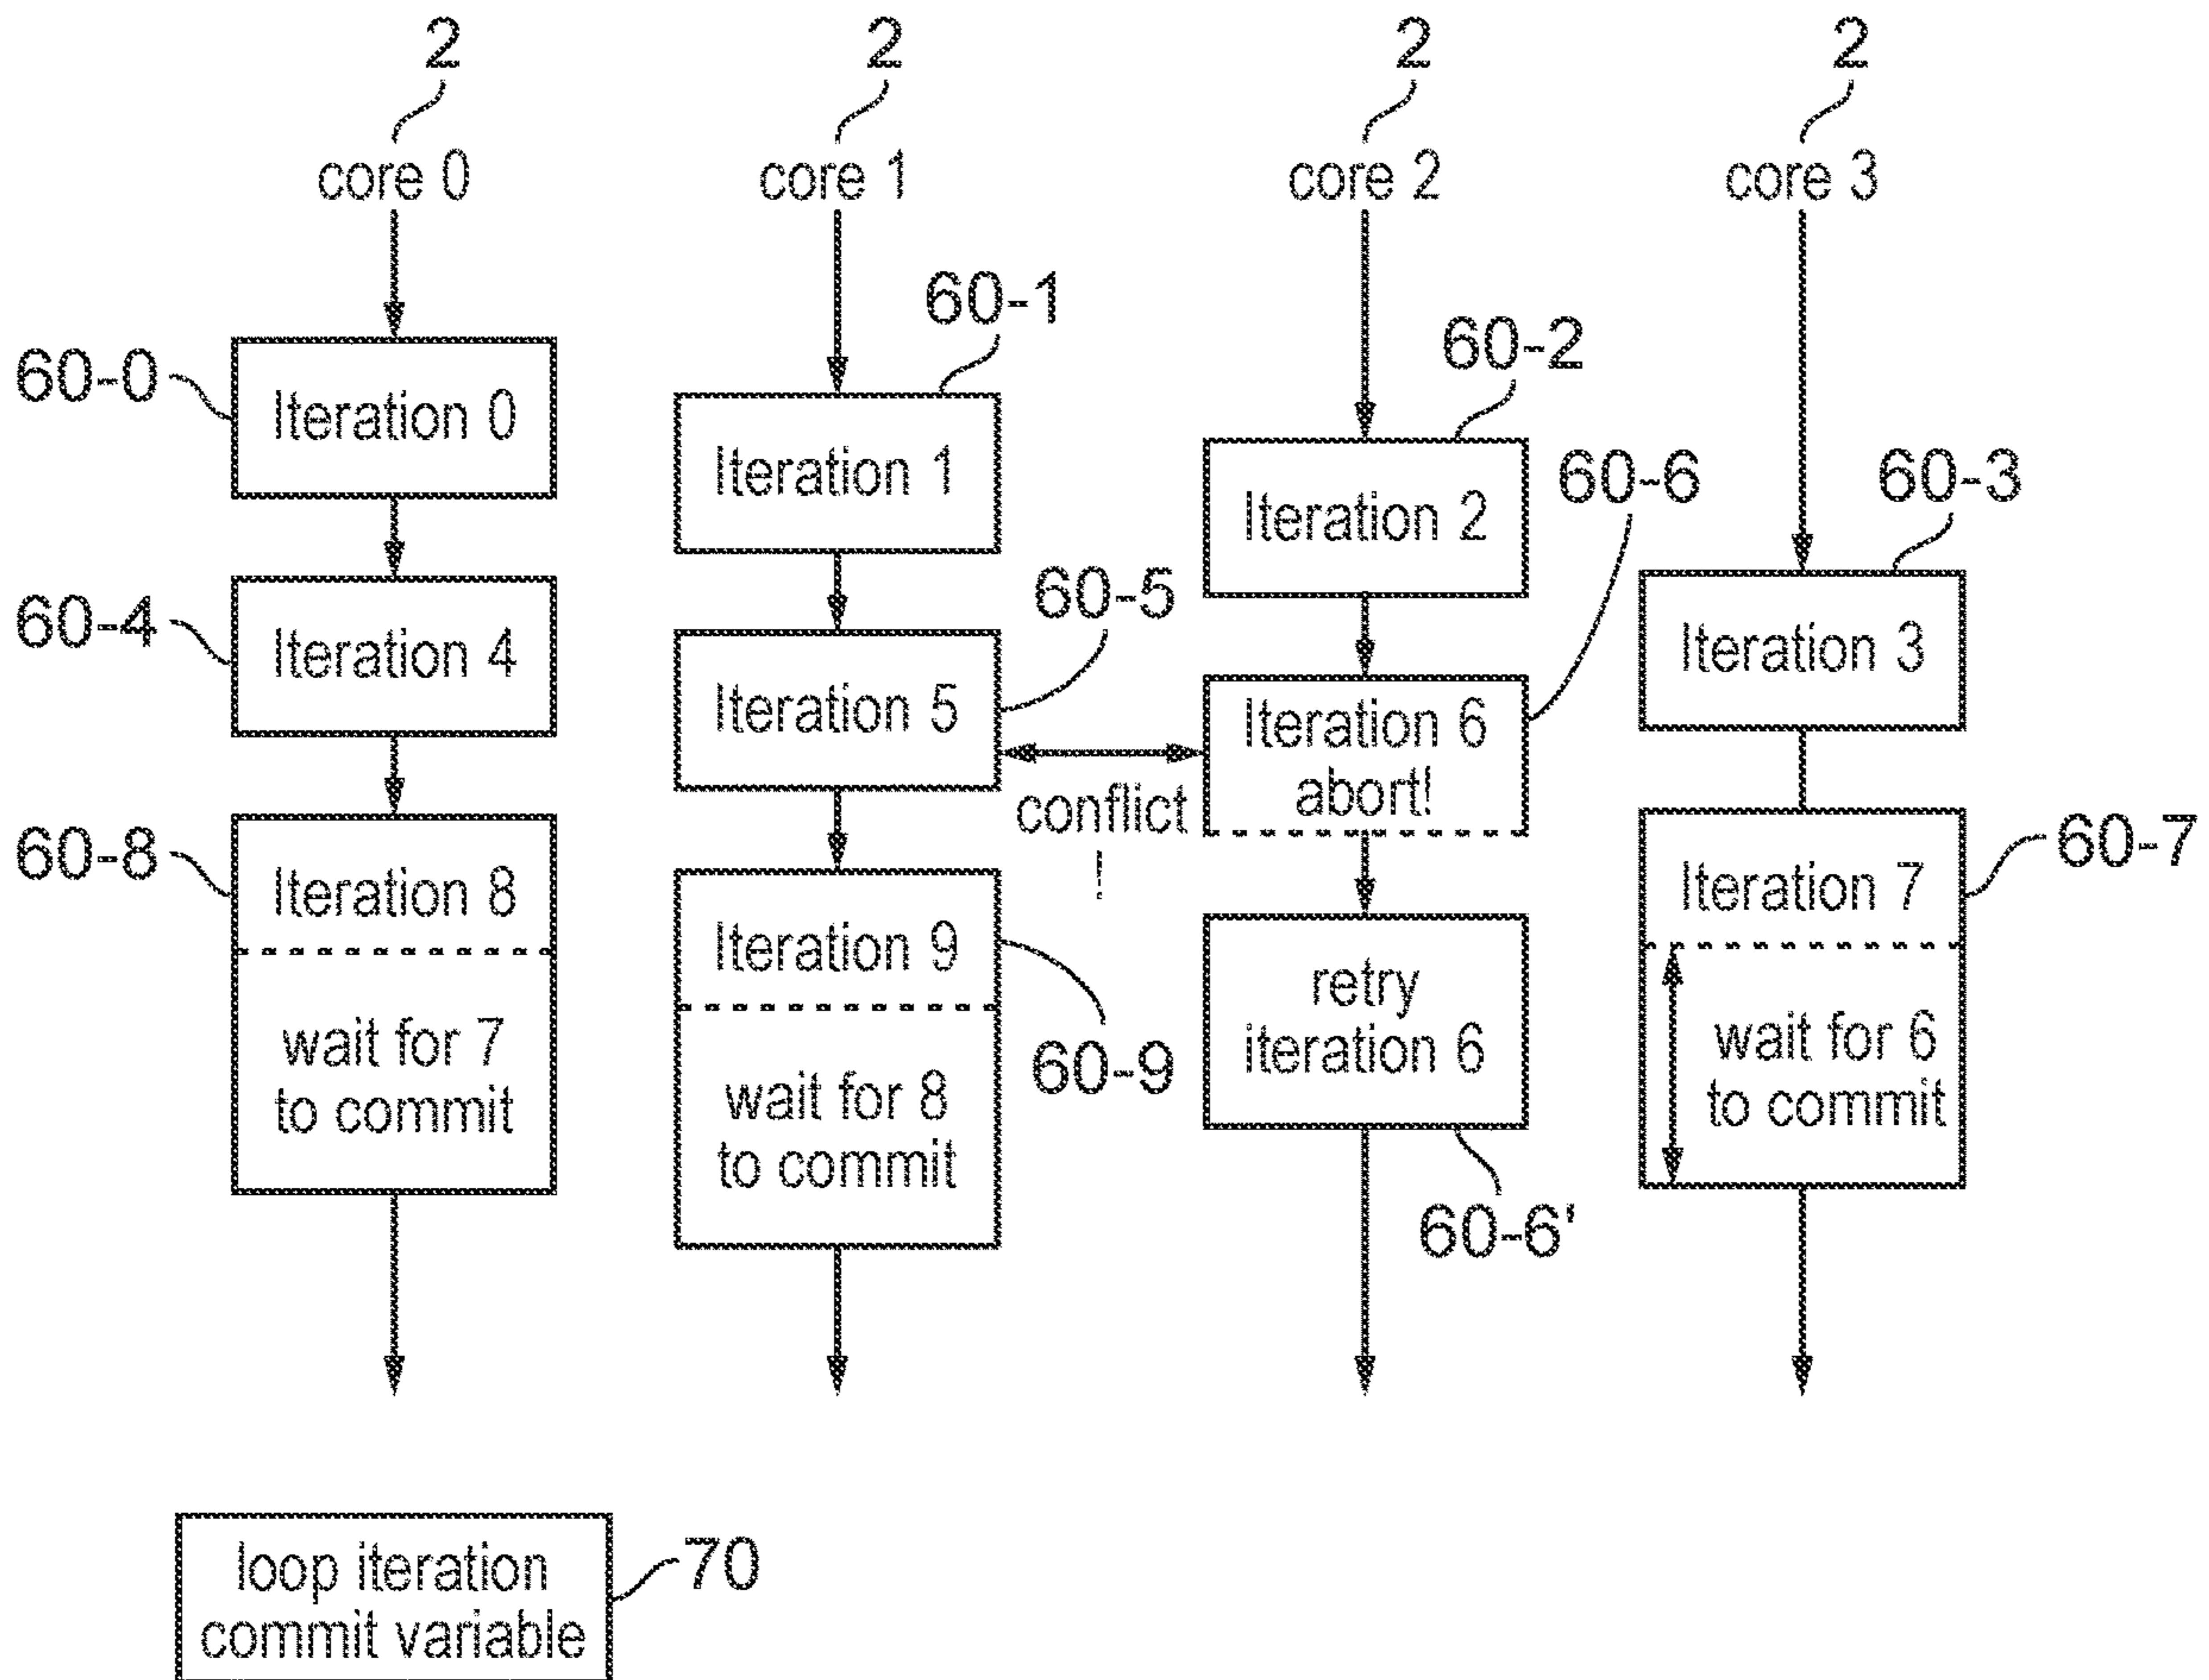 2
2
2
2
core 0
core 1
core 2
core 3
60-1
60-2
60-0
Iteration 0
Iteration 1
Iteration 2
60-6
60-3
60-5
60-4
Iteration 4
Iteration 5
Iteration 6
abort!
Iteration 3
conflict
!
60-8
Iteration 8
wait for 7
to commit
Iteration 9
wait for 8
to commit
60-9
retry
iteration 6
60-6'
60-7
Iteration 7
wait for 6
to commit
loop iteration
commit variable
70